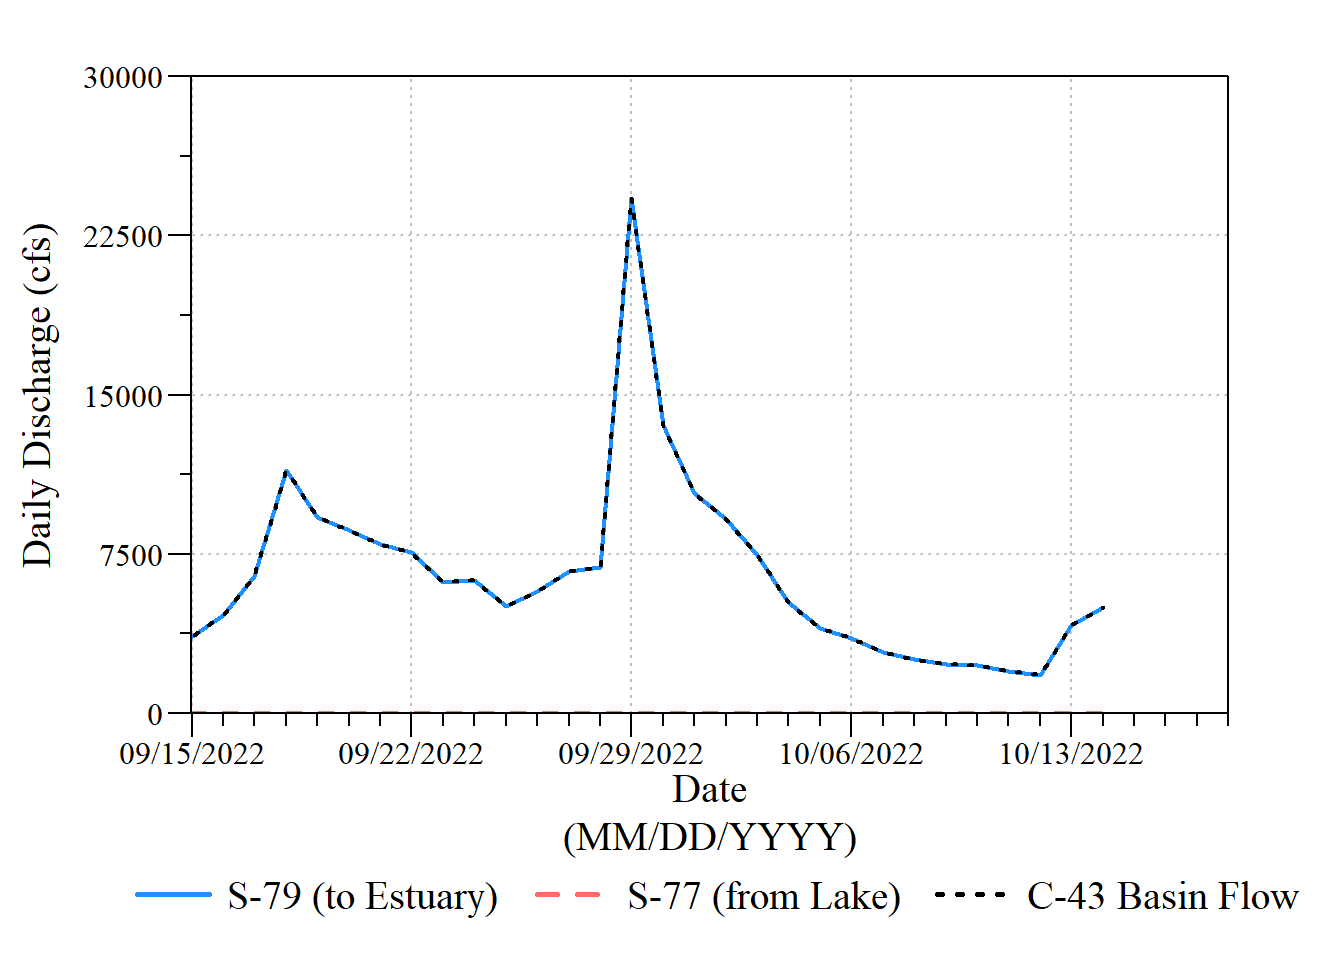 30000
22500
15000
7500
0
Daily Discharge (cfs)
09/15/2022 09/22/2022 09/29/2022 10/06/2022 10/13/2022
Date
(MM/DD/YYYY)
S-79 (to Estuary) S-77 (from Lake) C-43 Basin Flow